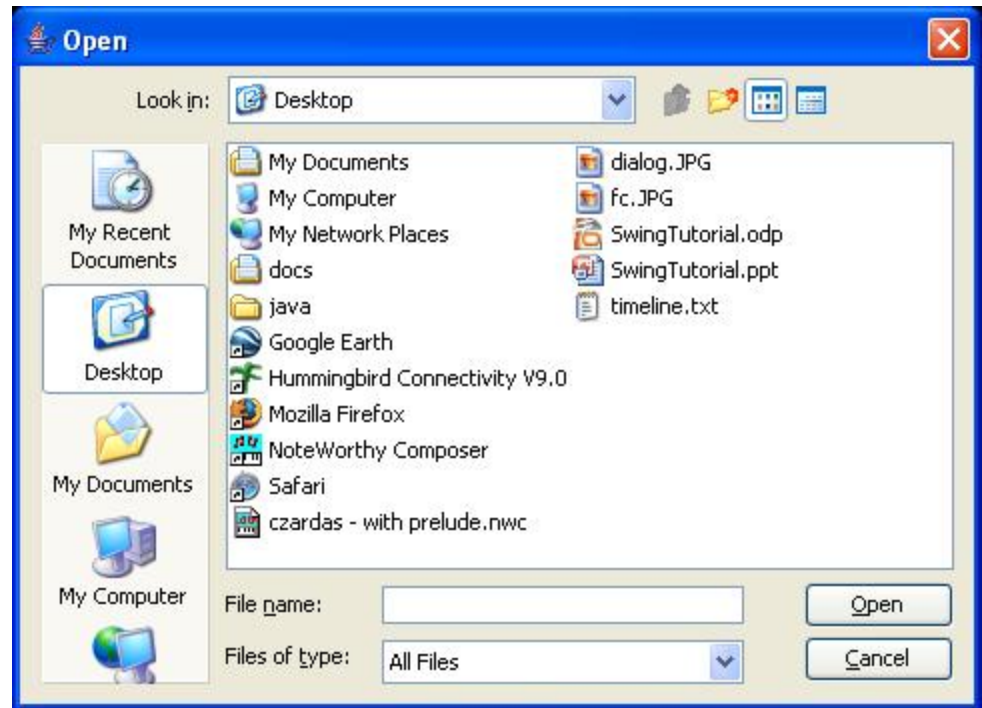 Open
Look in:
Desktop
My Recent
Documents
Desktop
My Documents
My Computer
My Documents
My Computer
My Network Places
docs
java
Google Earth
Hummingbird Connectivity V9.0
Mozilla Firefox
NoteWorthy Composer
Safari
czardas - with prelude.nwc
dialog.JPG
fc.JPG
SwingTutorial.odp
SwingTutorial.ppt
timeline.txt
File name:
Open
Files of type:
All Files
Cancel